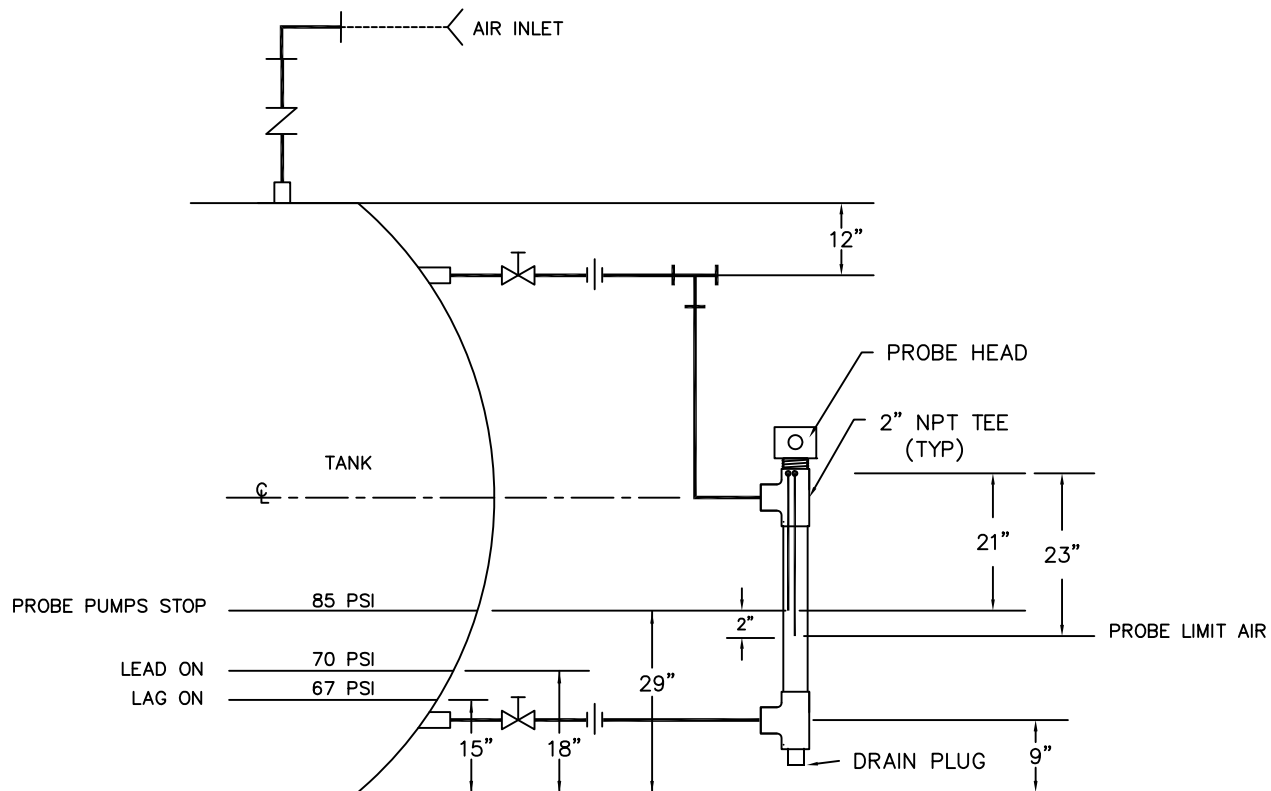 AIR INLET
12”
PROBE HEAD
2” NPT TEE
(TYP)
TANK
℄
21”
23”
PROBE PUMPS STOP
85 PSI
2”
PROBE LIMIT AIR
LEAD ON
70 PSI
29”
LAG ON
67 PSI
15”
18”
9”
DRAIN PLUG